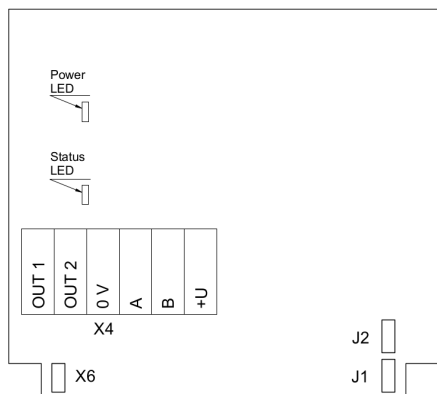 Power
LED
Status
LED
OUT 1
OUT 2
0 V
A
B
+U
X4
J2
X6
J1